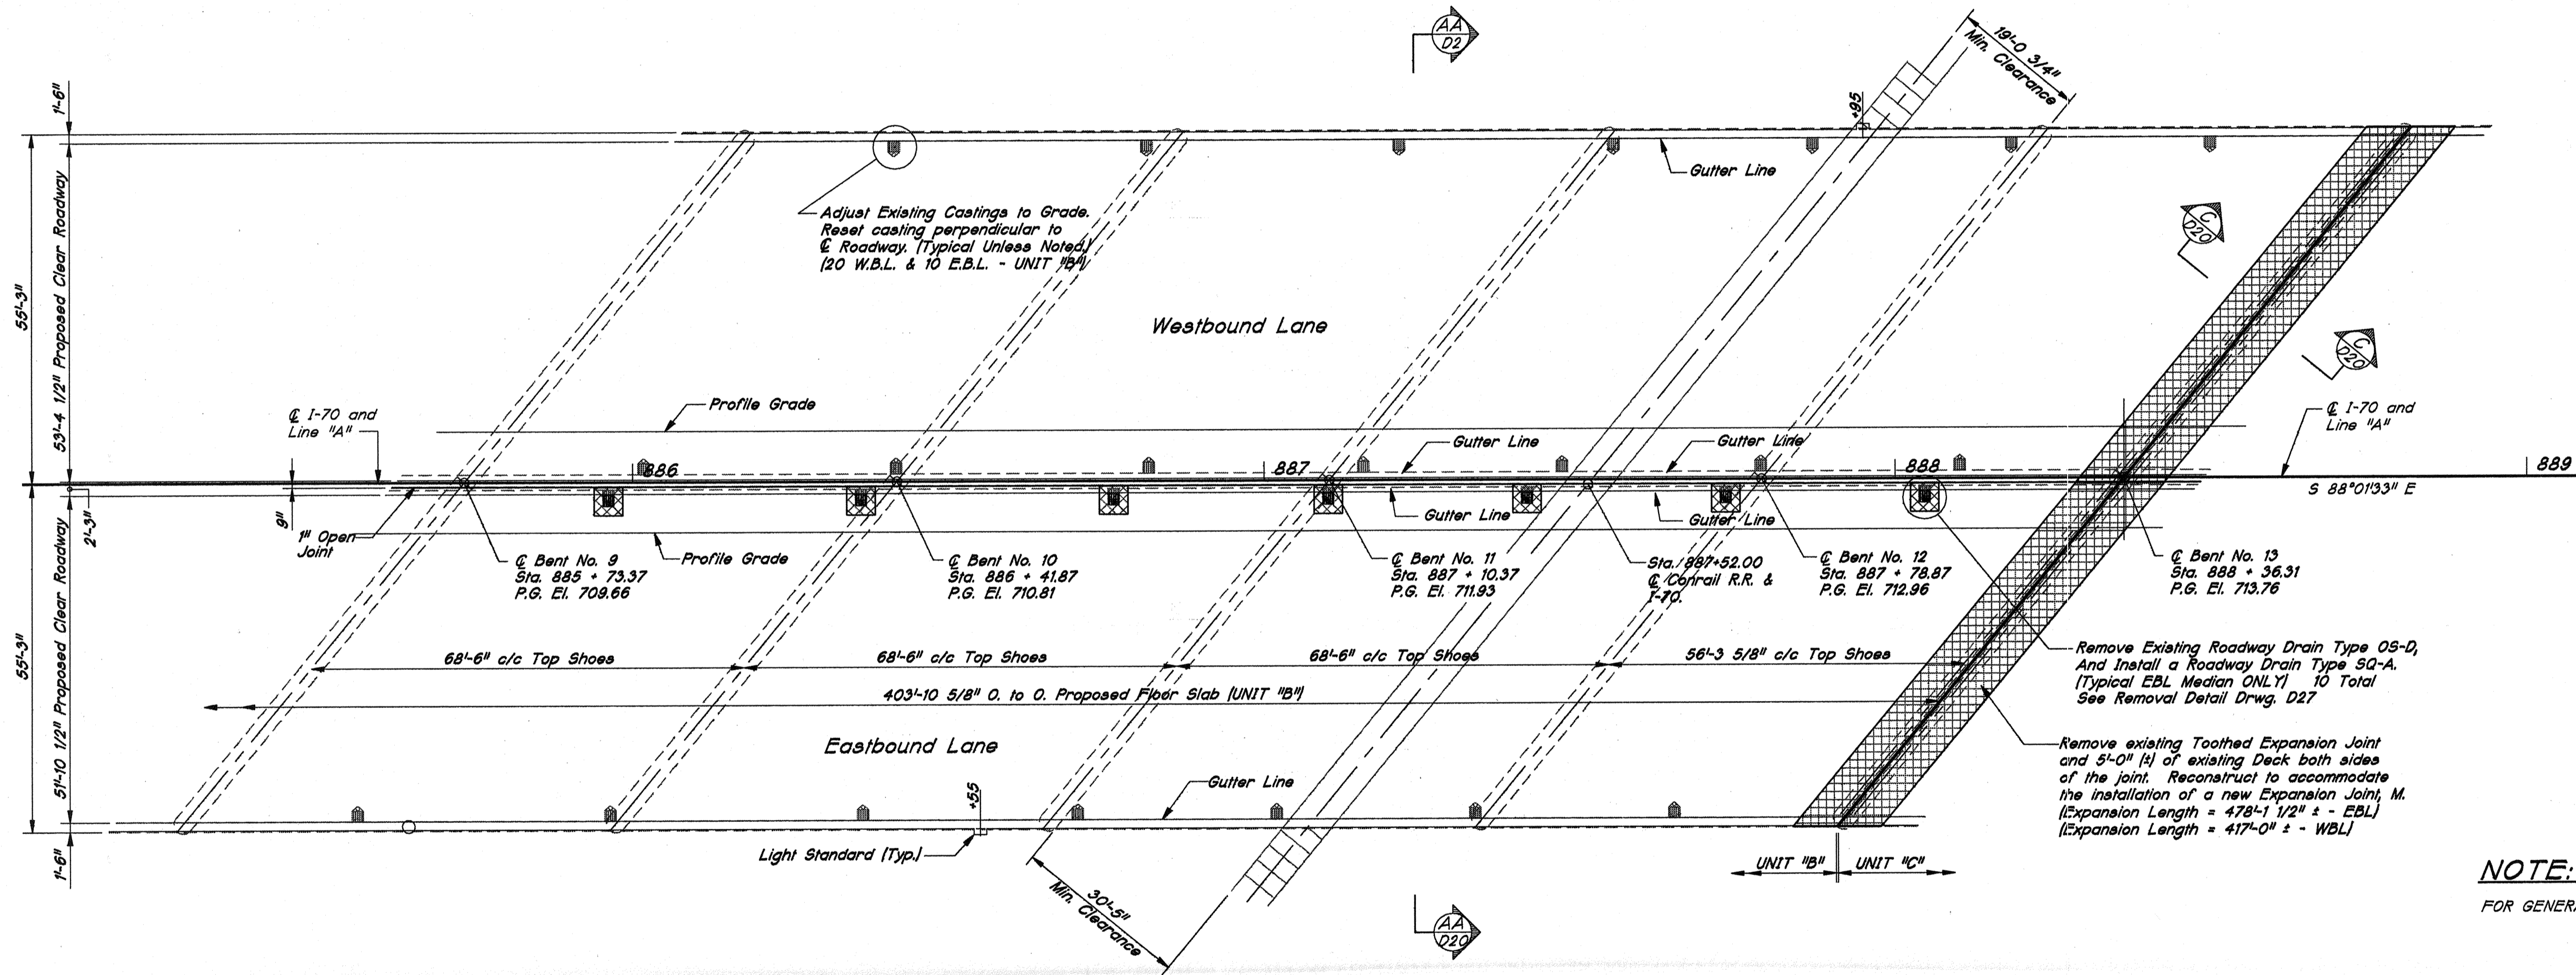 AA
D2
19'-0 3/4"
Min. Clearance
1'-6"
+95
Gutter Line
55'-3"
53'-4 1/2" Proposed Clear Roadway
Adjust Existing Castings to Grade.
Reset casting perpendicular to
℄ Roadway. (Typical Unless Noted.)
(20 W.B.L. & 10 E.B.L. - UNIT "B")
C
D20
Westbound Lane
C
D20
℄ I-70 and
Line "A"
Profile Grade
℄ I-70 and
Line "A"
Gutter Line
Gutter Line
886
887
888
889
S 88°01'33" E
9"
2'-3"
1" Open
Joint
Gutter Line
Gutter Line
Profile Grade
℄ Bent No. 9
Sta. 885 + 73.37
P.G. El. 709.66
℄ Bent No. 10
Sta. 886 + 41.87
P.G. El. 710.81
℄ Bent No. 11
Sta. 887 + 10.37
P.G. El. 711.93
Sta. 887+52.00
℄ Conrail R.R. &
I-70.
℄ Bent No. 12
Sta. 887 + 78.87
P.G. El. 712.96
℄ Bent No. 13
Sta. 888 + 36.31
P.G. El. 713.76
55'-3"
51'-10 1/2" Proposed Clear Roadway
68'-6" c/c Top Shoes
68'-6" c/c Top Shoes
68'-6" c/c Top Shoes
56'-3 5/8" c/c Top Shoes
403'-10 5/8" O. to O. Proposed Floor Slab (UNIT "B")
Remove Existing Roadway Drain Type OS-D,
And Install a Roadway Drain Type SQ-A.
(Typical EBL Median ONLY) 10 Total
See Removal Detail Drwg. D27
Eastbound Lane
Remove existing Toothed Expansion Joint
and 5'-0" (±) of existing Deck both sides
of the joint. Reconstruct to accommodate
the installation of a new Expansion Joint, M.
(Expansion Length = 478'-1 1/2" ± - EBL)
(Expansion Length = 417'-0" ± - WBL)
Gutter Line
+55
1'-6"
Light Standard (Typ.)
UNIT "B"
UNIT "C"
30'-5"
Min. Clearance
AA
D20
NOTE:
FOR GENERA